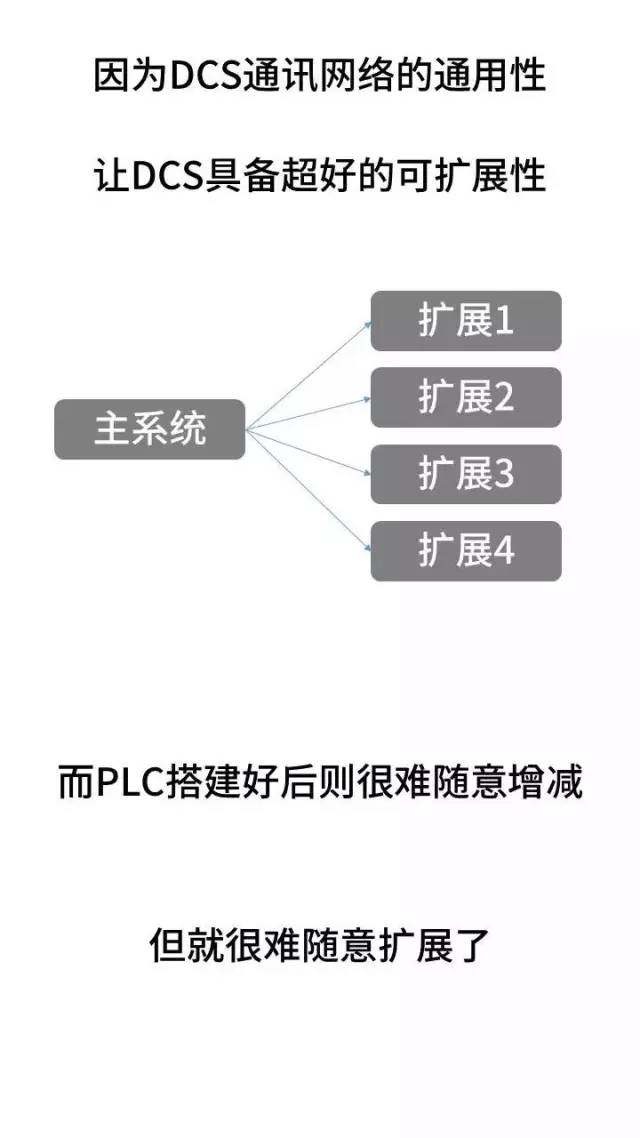 因为DCS通讯网络的通用性
让DCS具备超好的可扩展性
扩展1
扩展2
主系统
扩展3
扩展4
而PLC搭建好后则很难随意增减
但就很难随意扩展了